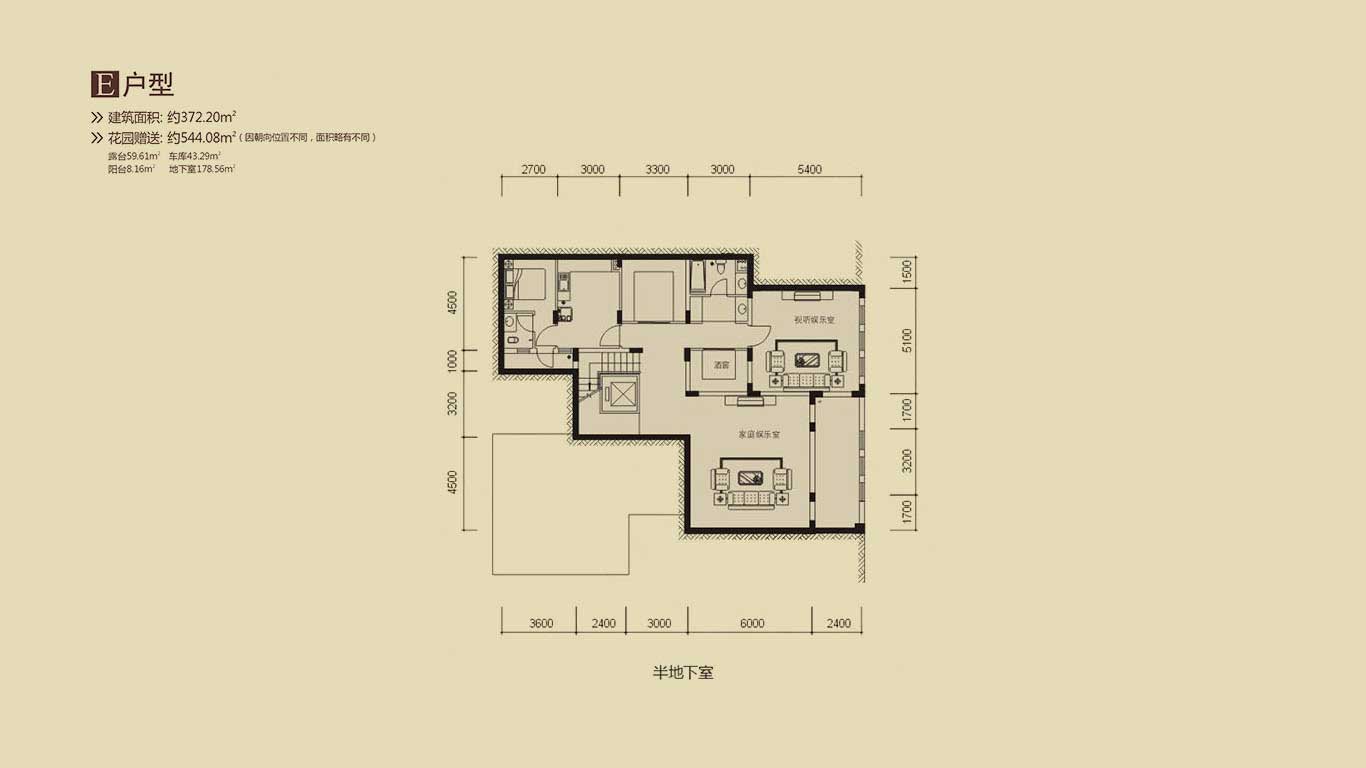 E户型
建筑面积: 约372.20m²
花园赠送: 约544.08m²（因朝向位置不同，面积略有不同）
露台59.61m² 车库43.29m²
阳台8.16m² 地下室178.56m²
2700 3000 3300 3000 5400
4500
1000
3200
4500
1500
5100
1700
3200
1700
视听娱乐室
酒窖
家庭娱乐室
3600 2400 3000 6000 2400
半地下室